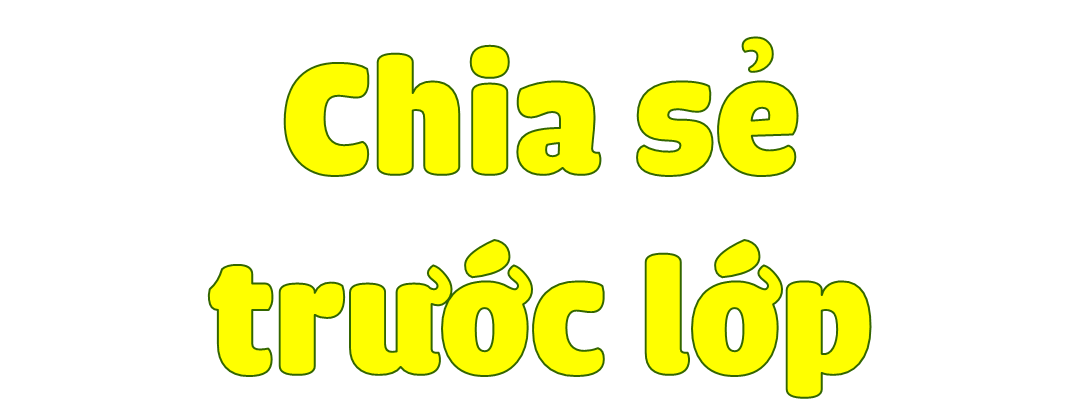 Chia sẻ
trước lớp